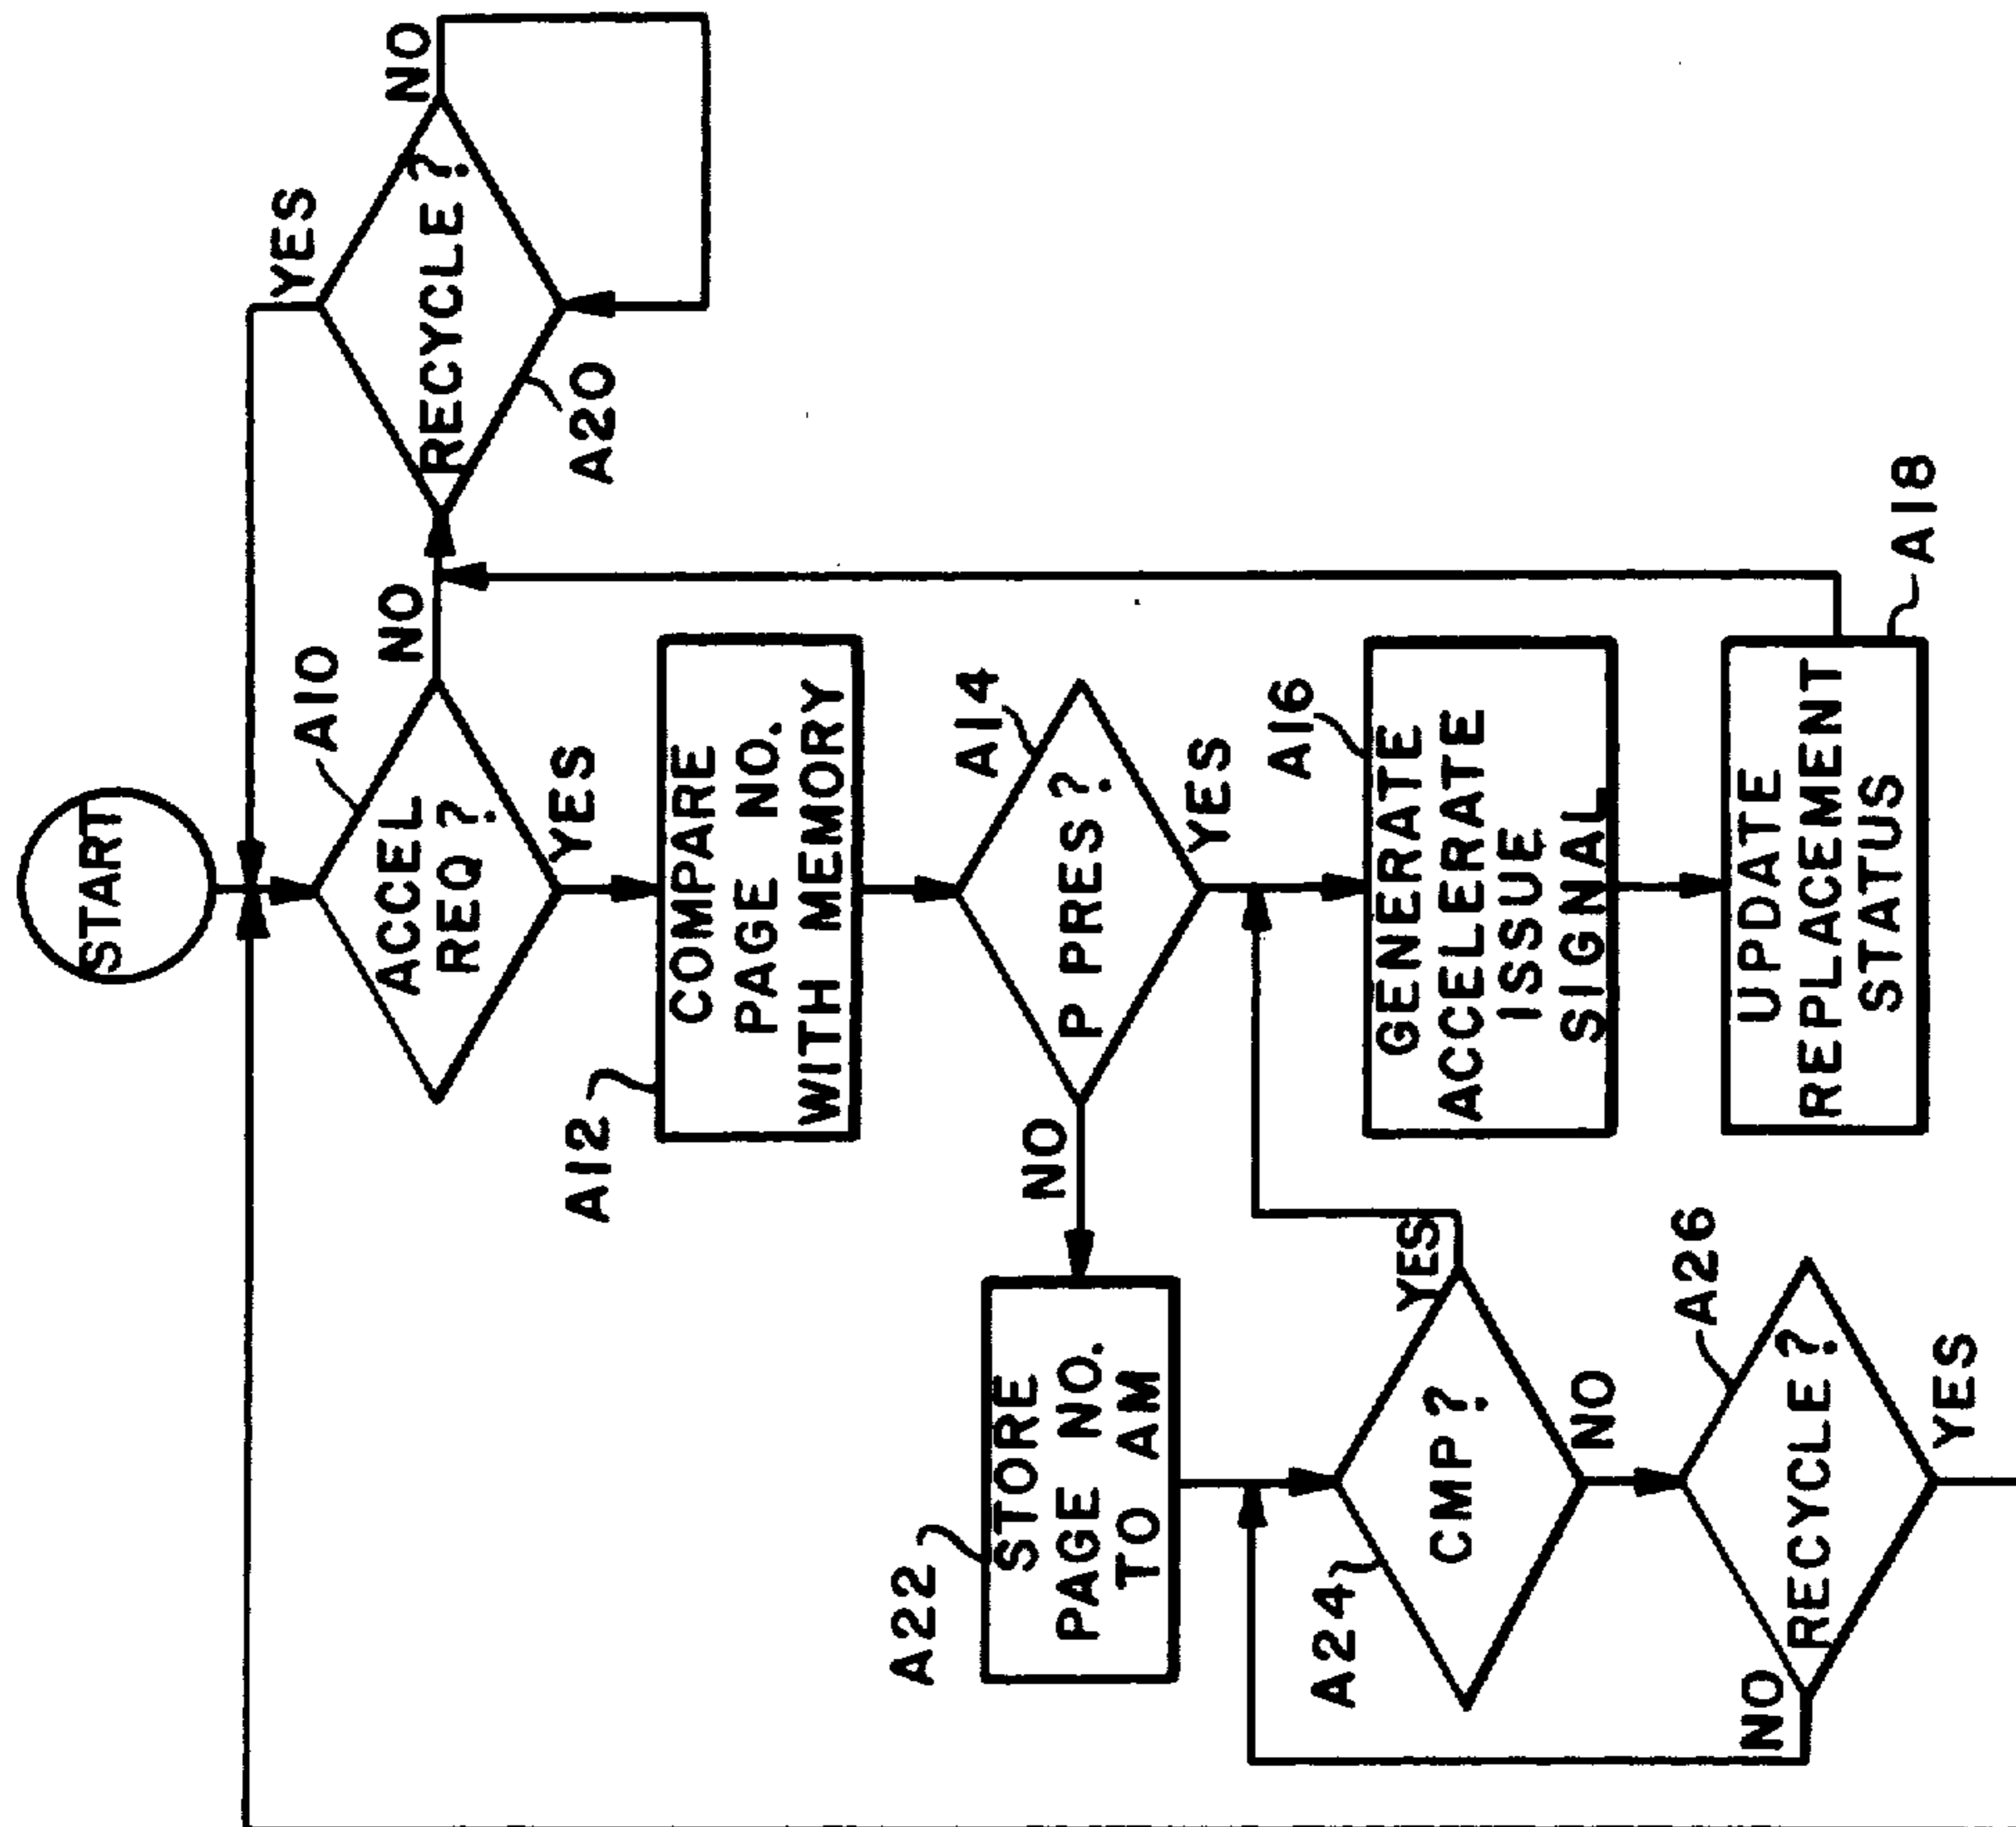 START
A10
ACCEL
REQ ?
NO
YES
YES
RECYCLE ?
NO
A20
A12
COMPARE
PAGE NO.
WITH MEMORY
A14
P PRES ?
NO
YES
A16
GENERATE
ACCELERATE
ISSUE
SIGNAL
A18
UPDATE
REPLACEMENT
STATUS
A22
STORE
PAGE NO.
TO AM
A24
CMP ?
YES
NO
A26
RECYCLE ?
NO
YES